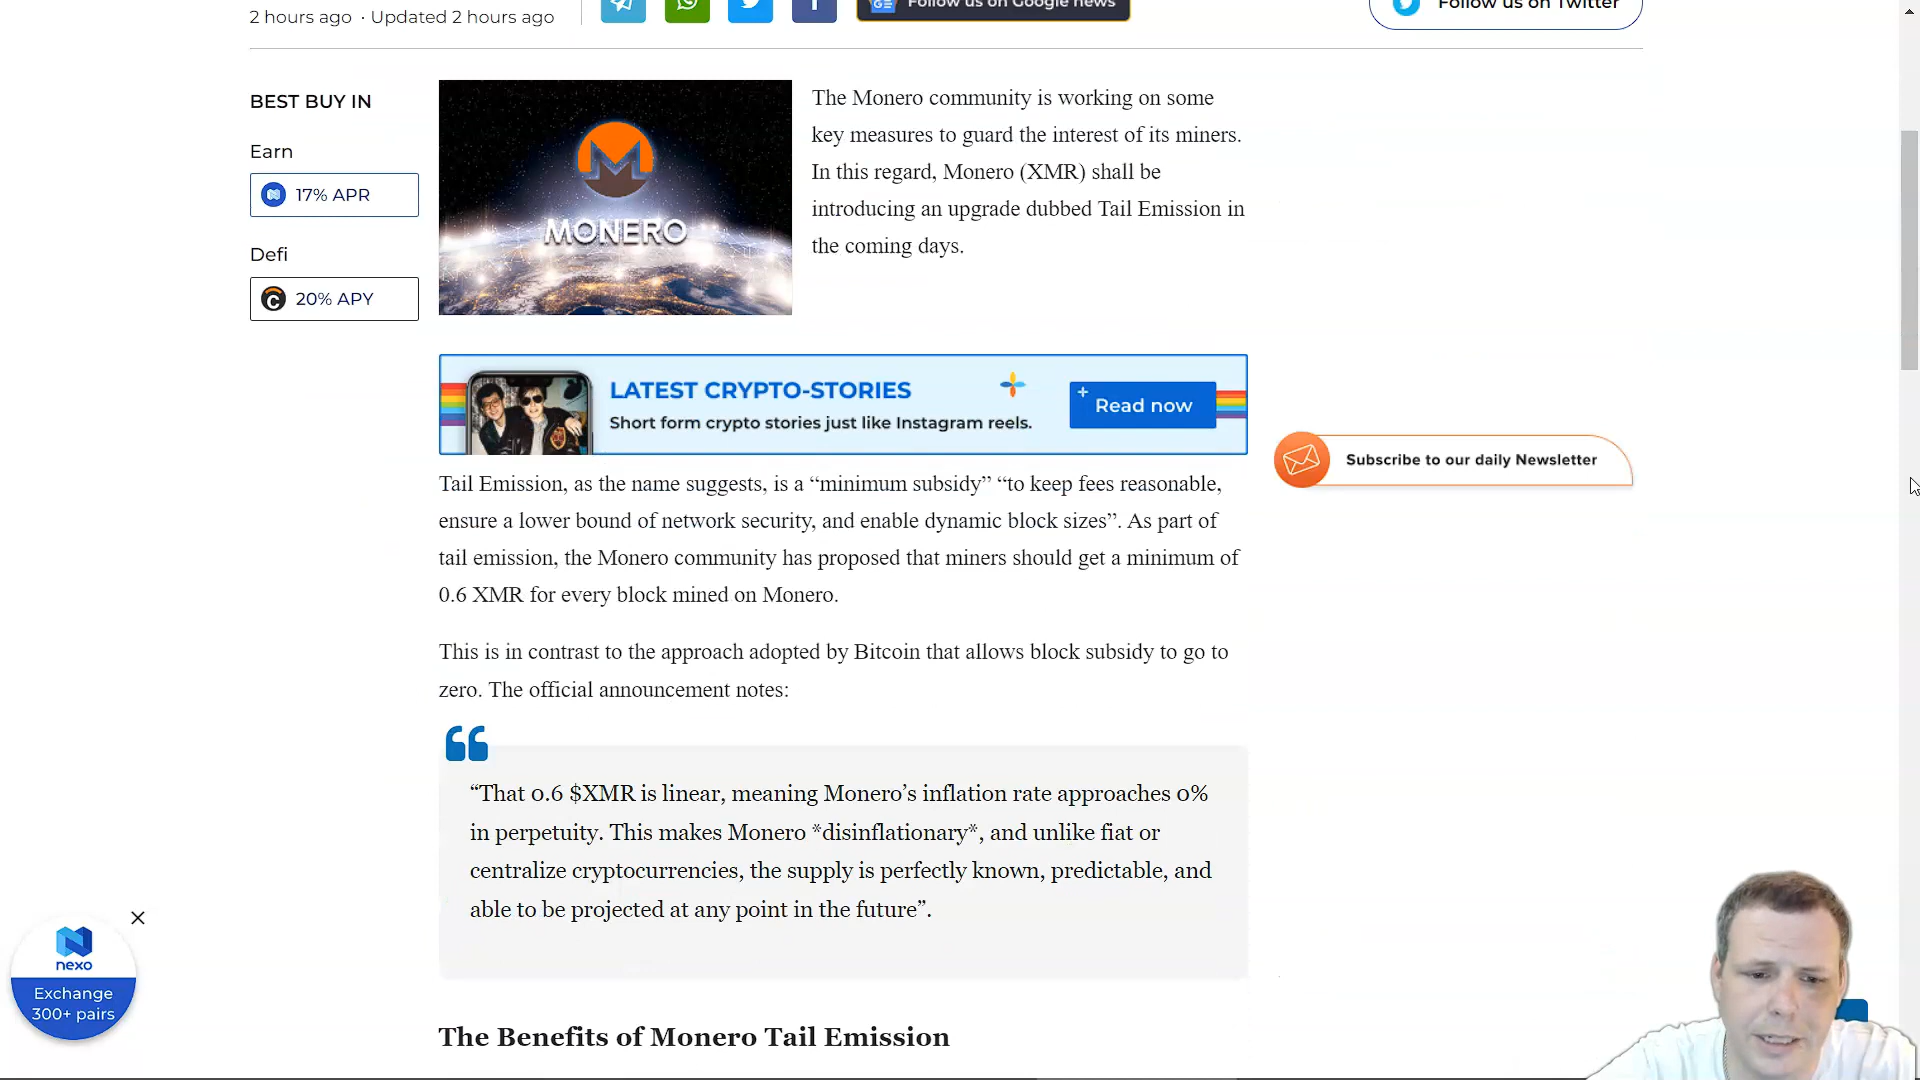 2 hours ago · Updated 2 hours ago
Follow us on Google news
Follow us on Twitter
BEST BUY IN
Earn
17% APR
Defi
20% APY
MONERO
The Monero community is working on some
key measures to guard the interest of its miners.
In this regard, Monero (XMR) shall be
introducing an upgrade dubbed Tail Emission in
the coming days.
LATEST CRYPTO-STORIES
Short form crypto stories just like Instagram reels.
Read now
Subscribe to our daily Newsletter
Tail Emission, as the name suggests, is a “minimum subsidy” “to keep fees reasonable,
ensure a lower bound of network security, and enable dynamic block sizes”. As part of
tail emission, the Monero community has proposed that miners should get a minimum of
0.6 XMR for every block mined on Monero.
This is in contrast to the approach adopted by Bitcoin that allows block subsidy to go to
zero. The official announcement notes:
“That 0.6 $XMR is linear, meaning Monero’s inflation rate approaches 0%
in perpetuity. This makes Monero *disinflationary*, and unlike fiat or
centralize cryptocurrencies, the supply is perfectly known, predictable, and
able to be projected at any point in the future”.
nexo
Exchange
300+ pairs
The Benefits of Monero Tail Emission